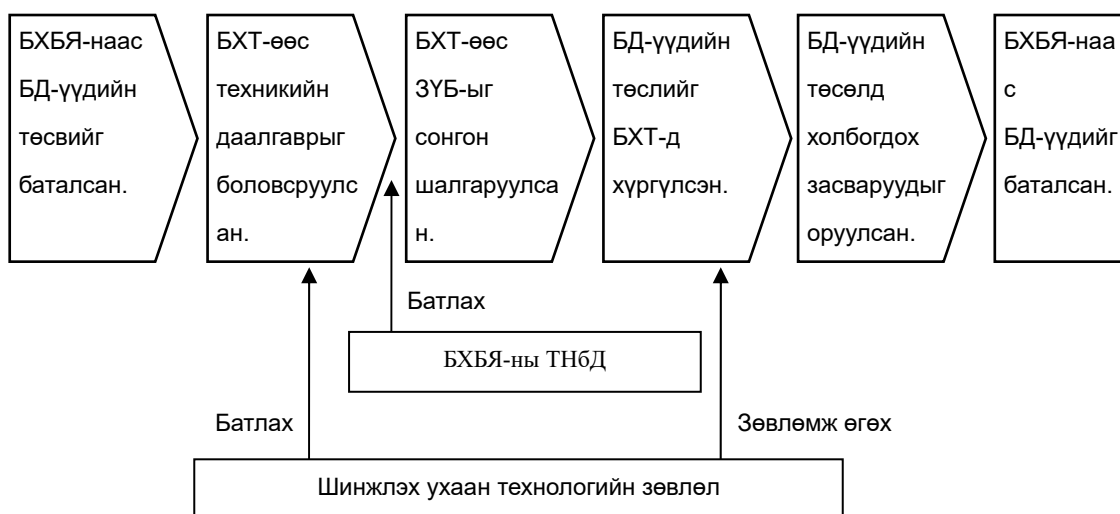 БХБЯ-наас
БД-үүдийн
төсвийг
баталсан.
БХТ-өөс
техникийн
даалгаврыг
боловсруулс
ан.
БХТ-өөс
ЗҮБ-ыг
сонгон
шалгаруулса
н.
БД-үүдийн
төслийг
БХТ-д
хүргүлсэн.
БД-үүдийн
төсөлд
холбогдох
засваруудыг
оруулсан.
БХБЯ-наа
с
БД-үүдийг
баталсан.
Батлах
БХБЯ-ны ТНбД
Батлах
Зөвлөмж өгөх
Шинжлэх ухаан технологийн зөвлөл